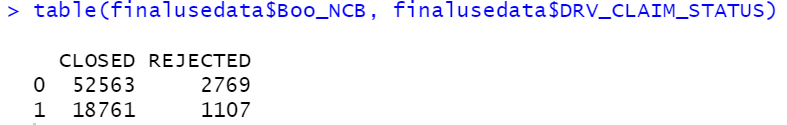 > table(finalusedata$Boo_NCB, finalusedata$DRV_CLAIM_STATUS)
CLOSED REJECTED
0 52563 2769
1 18761 1107